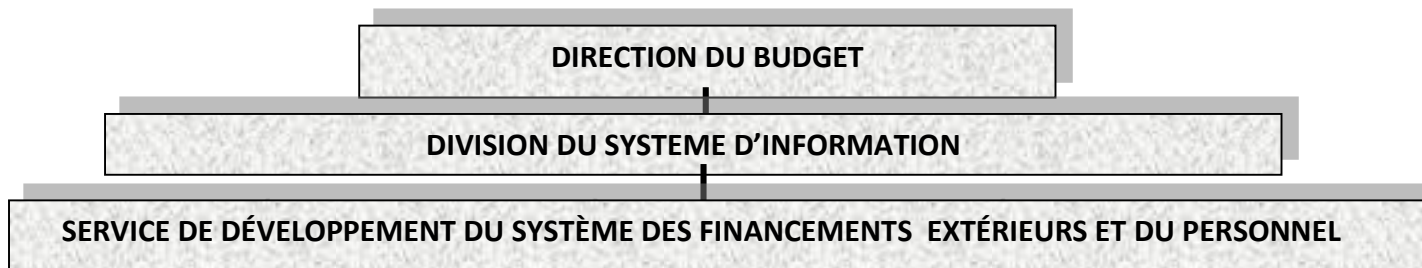 DIRECTION DU BUDGET
DIVISION DU SYSTEME D’INFORMATION
SERVICE DE DÉVELOPPEMENT DU SYSTÈME DES FINANCEMENTS EXTÉRIEURS ET DU PERSONNEL